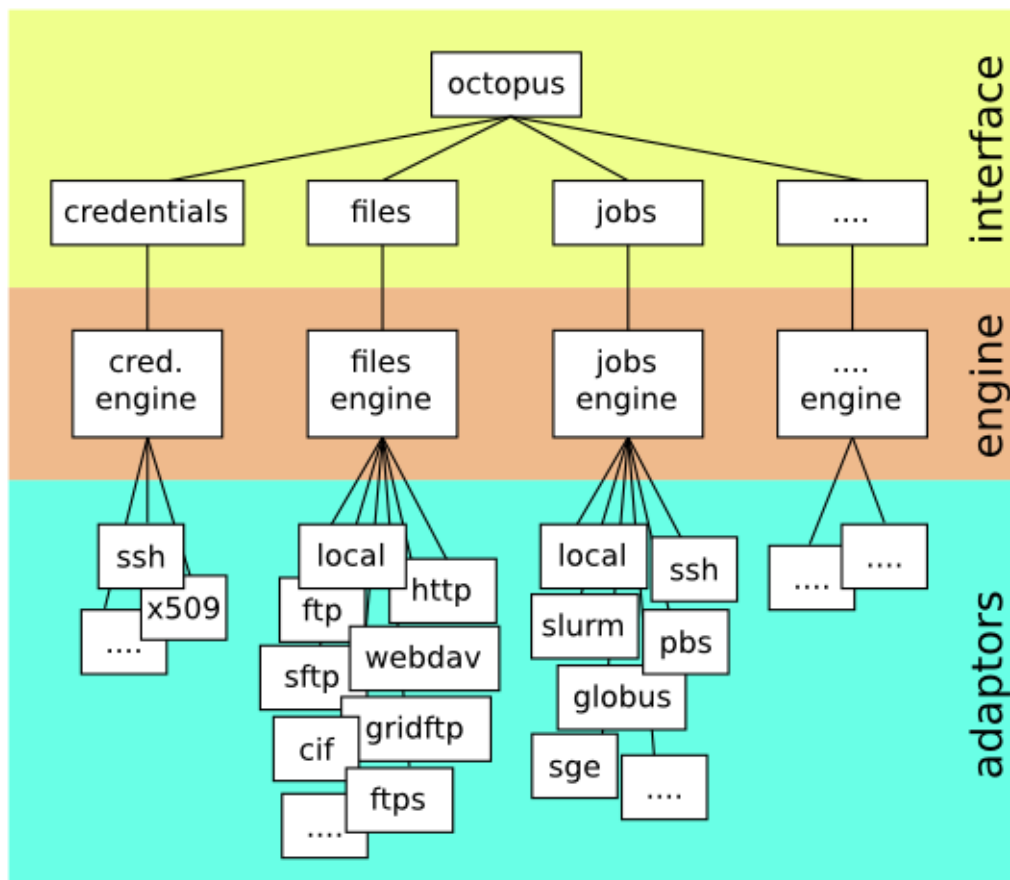 octopus
interface
credentials
files
jobs
....
engine
cred.
engine
files
engine
jobs
engine
....
engine
adaptors
ssh
x509
....
local
http
ftp
webdav
sftp
gridftp
cif
ftps
....
local
ssh
slurm
pbs
globus
sge
....
....
....